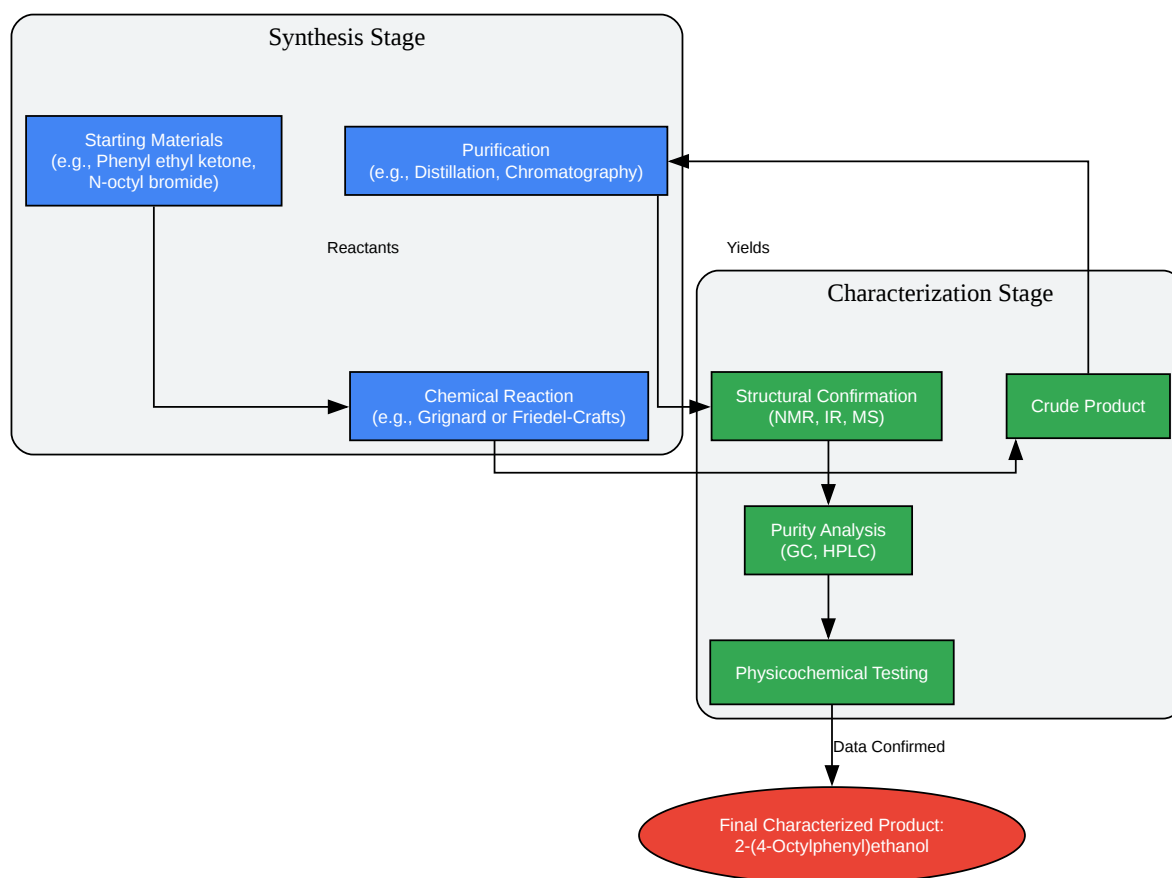 Synthesis Stage
Starting Materials
(e.g., Phenyl ethyl ketone,
N-octyl bromide)
Purification
(e.g., Distillation, Chromatography)
Reactants
Yields
Characterization Stage
Chemical Reaction
(e.g., Grignard or Friedel-Crafts)
Structural Confirmation
(NMR, IR, MS)
Crude Product
Purity Analysis
(GC, HPLC)
Physicochemical Testing
Data Confirmed
Final Characterized Product:
2-(4-Octylphenyl)ethanol